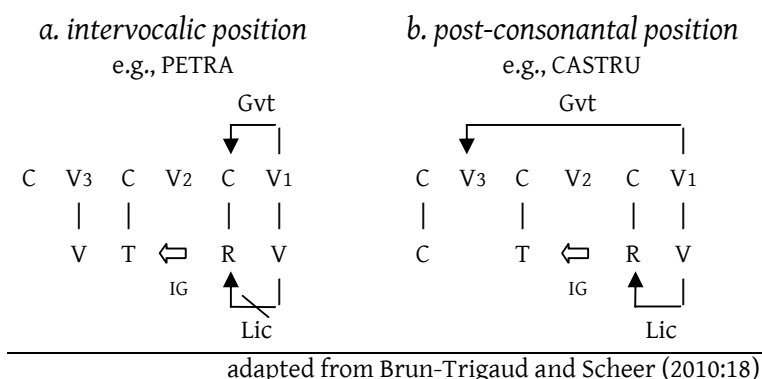 a. intervocalic position b. post-consonantal position
e.g., PETRA e.g., CASTRU
Gvt Gvt
C V3 C V2 C V1 C V3 C V2 C V1
V T R V C T R V
IG IG
Lic Lic
adapted from Brun-Trigaud and Scheer (2010:18)